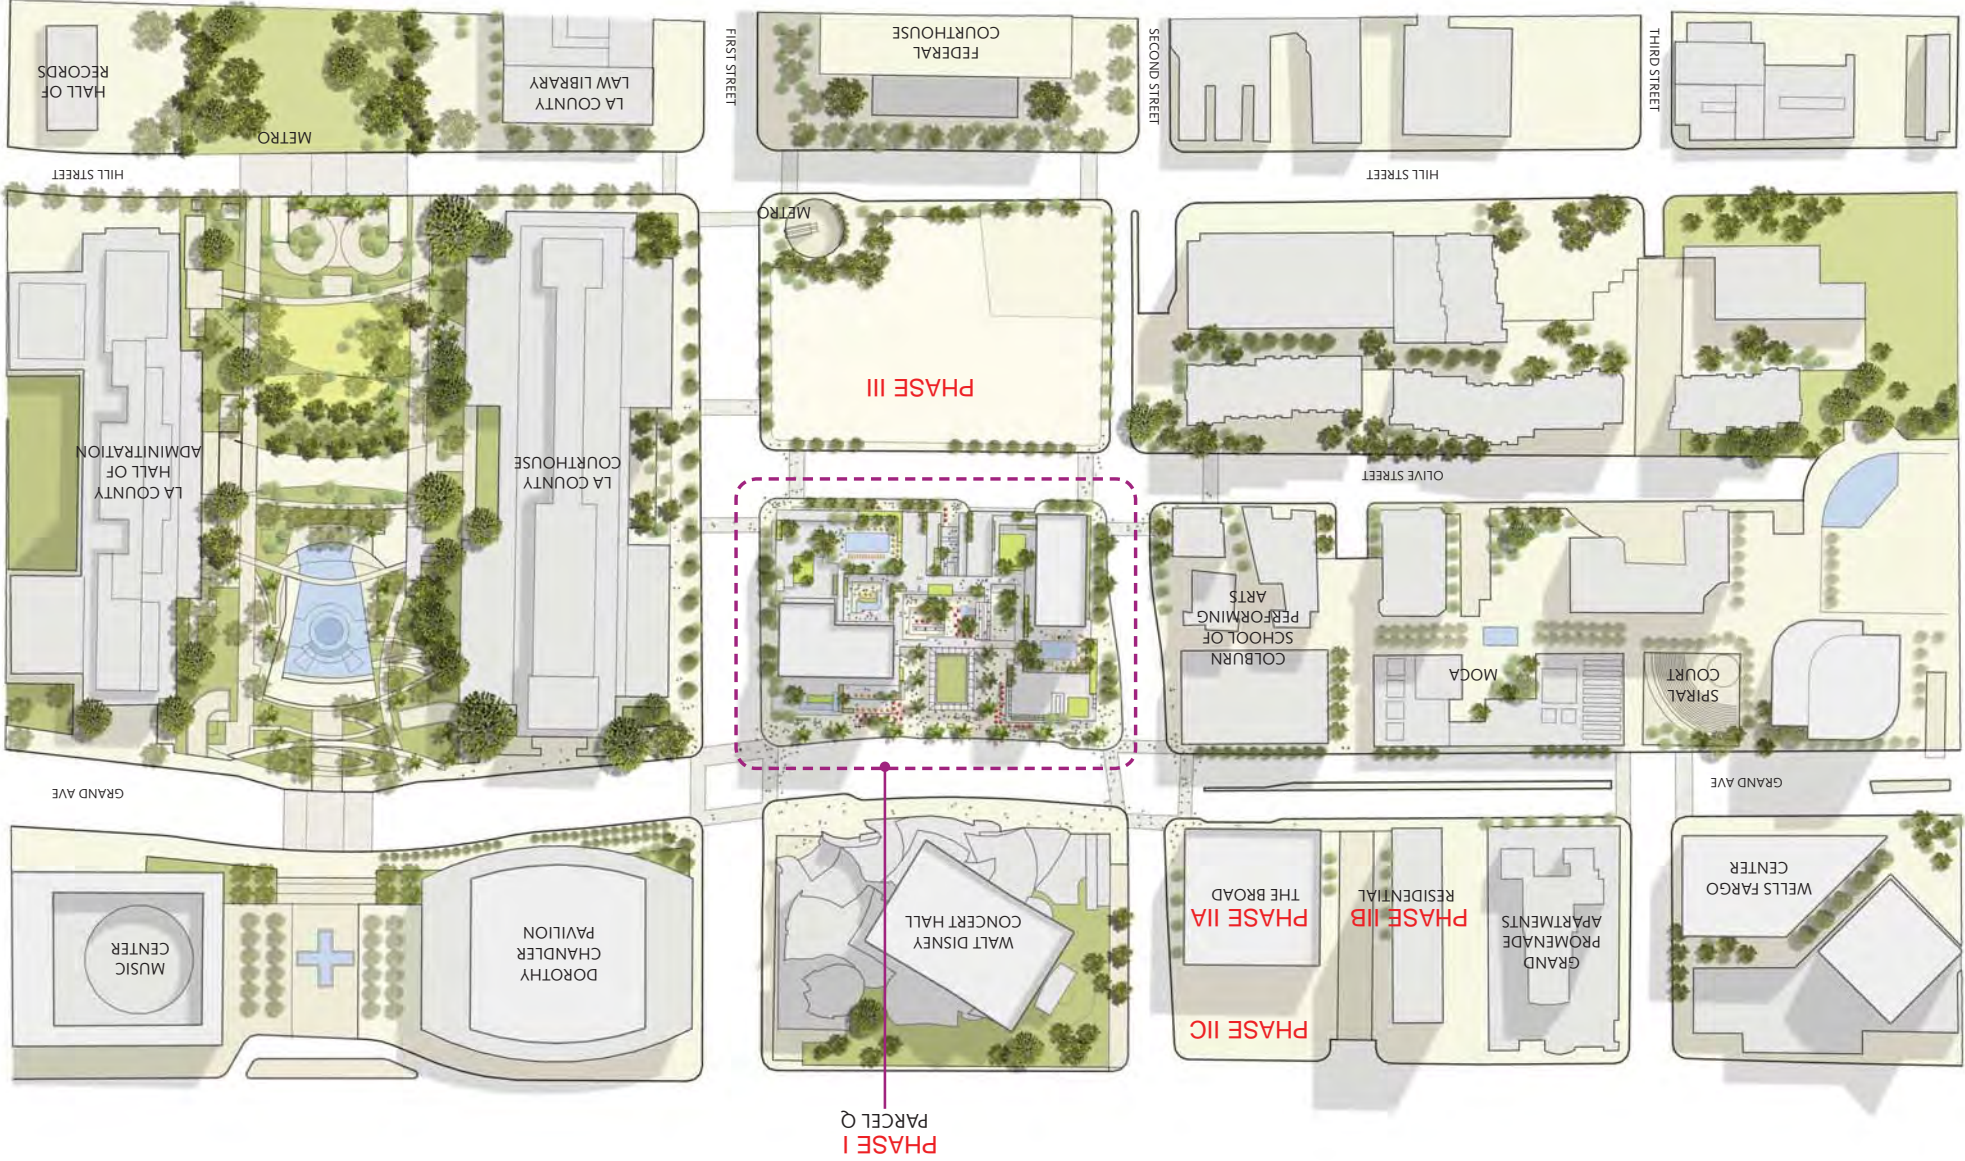 PHASE I
PARCEL Q
PHASE IIC
WELLS FARGO
CENTER
GRAND
PROMENADE
APARTMENTS
PHASE IIB
RESIDENTIAL
PHASE IIA
THE BROAD
WALT DISNEY
CONCERT HALL
DOROTHY
CHANDLER
PAVILION
MUSIC
CENTER
GRAND AVE
GRAND AVE
SPIRAL
COURT
MOCA
COLBURN
SCHOOL OF
PERFORMING
ARTS
OLIVE STREET
LA COUNTY
COURTHOUSE
LA COUNTY
HALL OF
ADMINITRATION
PHASE III
METRO
HILL STREET
HILL STREET
THIRD STREET
SECOND STREET
FEDERAL
COURTHOUSE
FIRST STREET
LA COUNTY
LAW LIBRARY
METRO
HALL OF
RECORDS